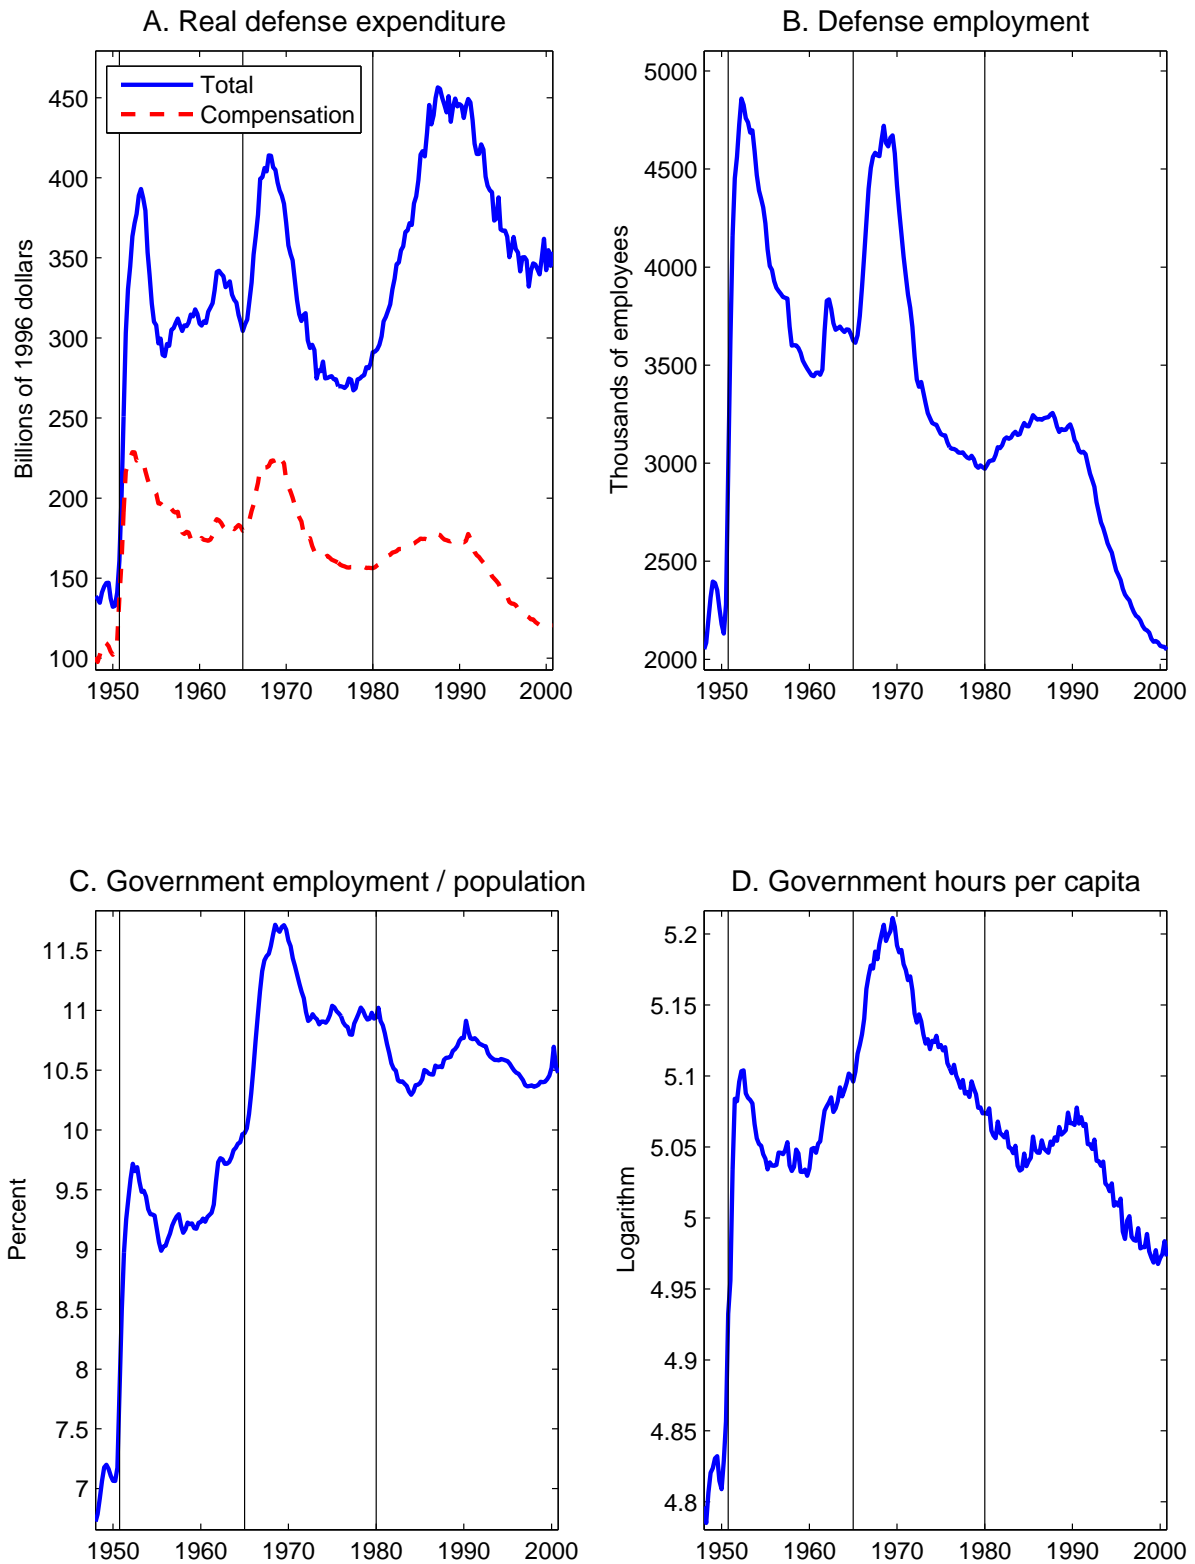 A. Real defense expenditure
Total
Compensation
Billions of 1996 dollars
450
400
350
300
250
200
150
100
1950 1960 1970 1980 1990 2000
B. Defense employment
Thousands of employees
5000
4500
4000
3500
3000
2500
2000
1950 1960 1970 1980 1990 2000
C. Government employment / population
Percent
11.5
11
10.5
10
9.5
9
8.5
8
7.5
7
1950 1960 1970 1980 1990 2000
D. Government hours per capita
Logarithm
5.2
5.15
5.1
5.05
5
4.95
4.9
4.85
4.8
1950 1960 1970 1980 1990 2000